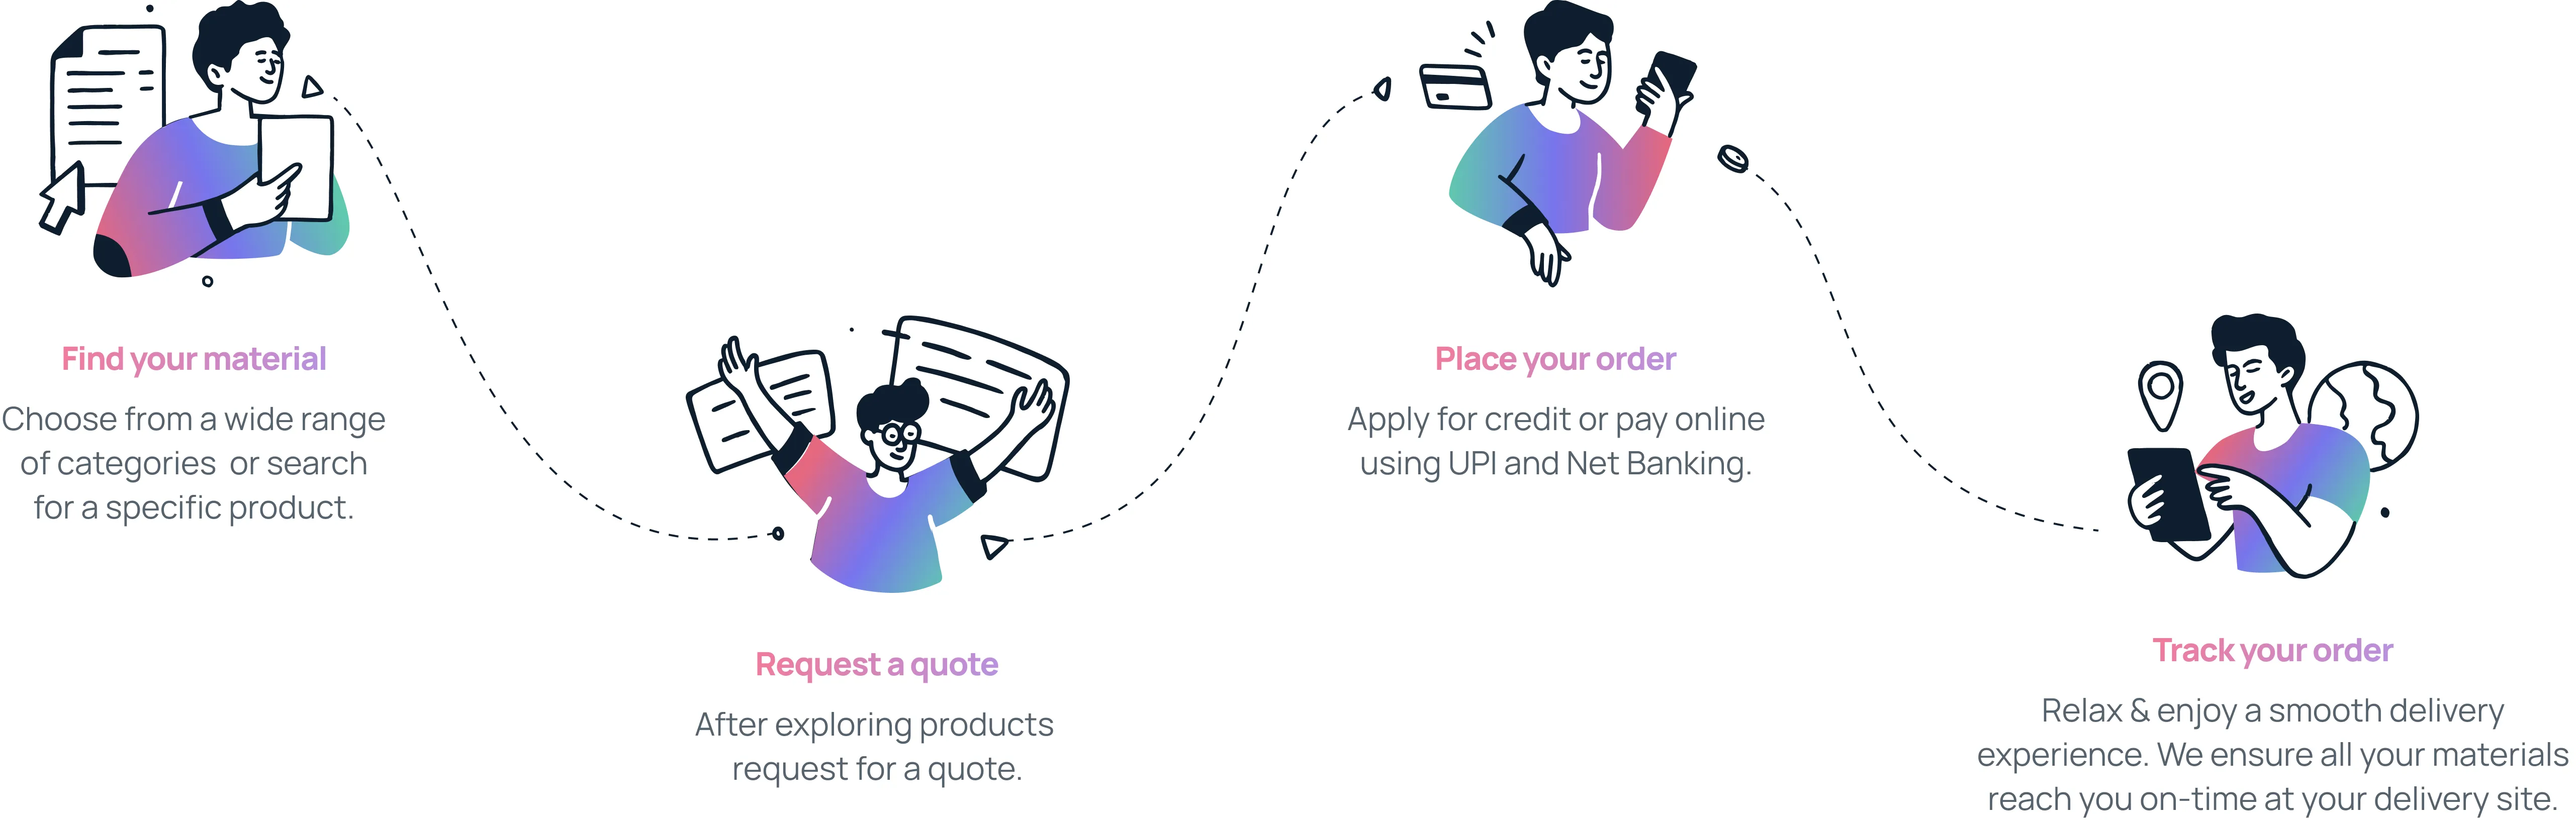 Find your material
Choose from a wide range
of categories  or search
for a specific product.
Request a quote
After exploring products
request for a quote.
Place your order
Apply for credit or pay online
using UPI and Net Banking.
Track your order
Relax & enjoy a smooth delivery
experience. We ensure all your materials
reach you on-time at your delivery site.